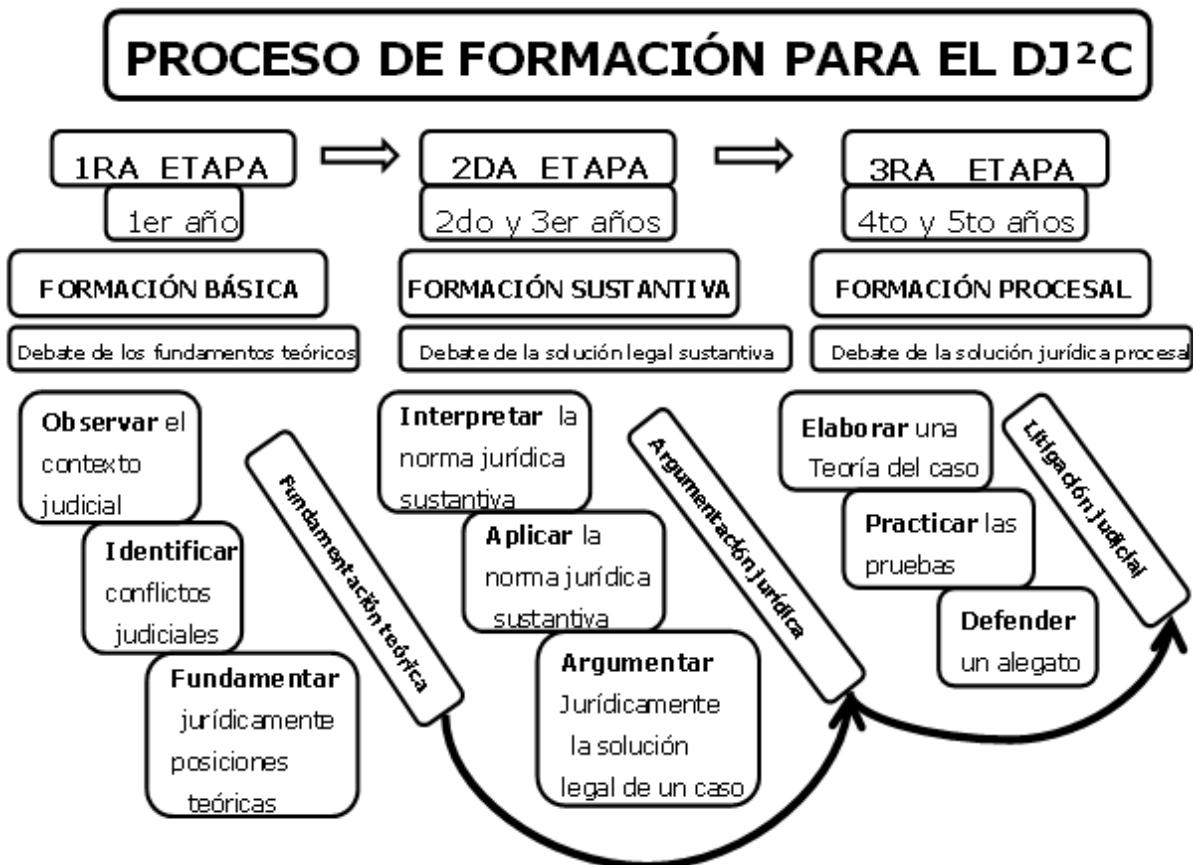 PROCESO DE FORMACIÓN PARA EL DJ²C
1RA ETAPA
1er año
FORMACIÓN BÁSICA
Debate de los fundamentos teóricos
Observar el
contexto
judicial
Identificar
conflictos
judiciales
Fundamentar
jurídicamente
posiciones
teóricas
Fundamentación teórica
2DA ETAPA
2do y 3er años
FORMACIÓN SUSTANTIVA
Debate de la solución legal sustantiva
Interpretar la
norma jurídica
sustantiva
Aplicar la
norma jurídica
sustantiva
Argumentar
Jurídicamente
la solución
legal de un caso
Argumentación jurídica
3RA ETAPA
4to y 5to años
FORMACIÓN PROCESAL
Debate de la solución jurídica procesal
Elaborar una
Teoría del caso
Practicar las
pruebas
Defender
un alegato
Litigación judicial